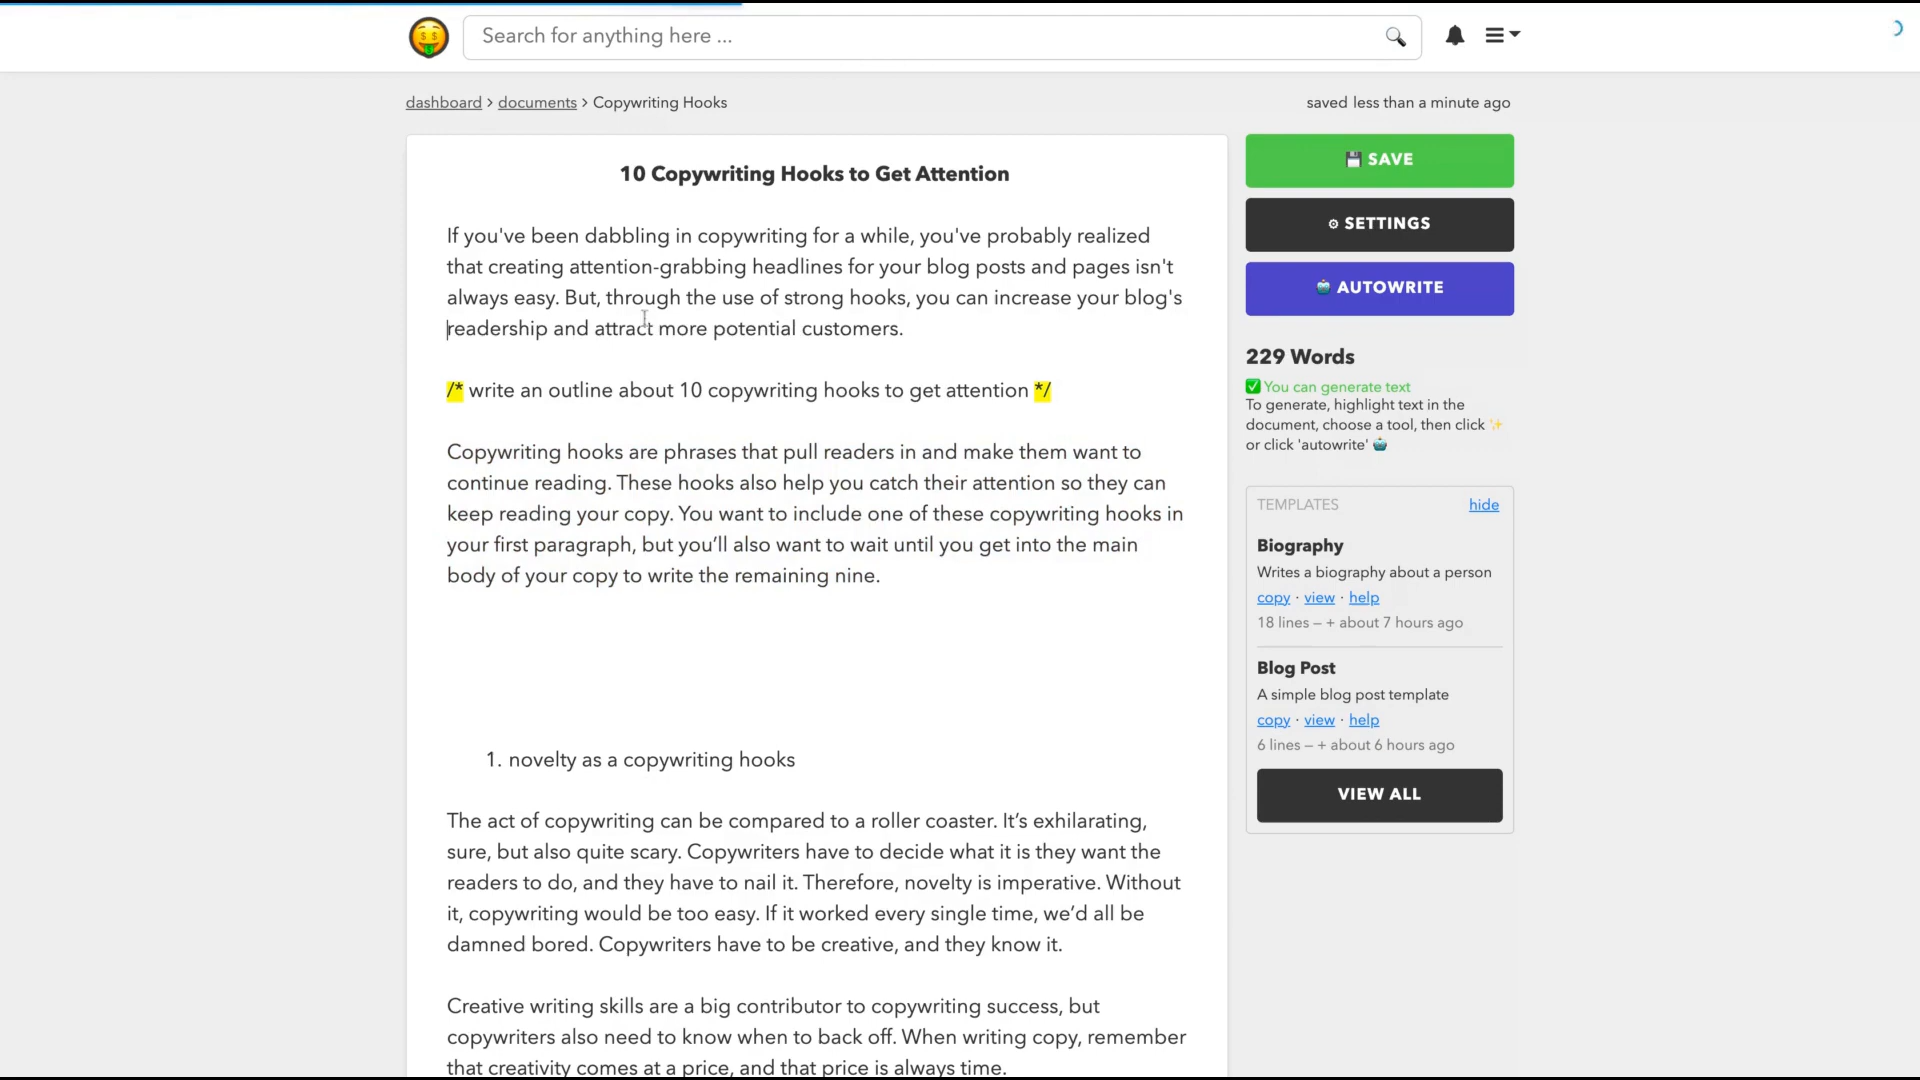 Search for anything here ...
dashboard > documents > Copywriting Hooks
saved less than a minute ago
10 Copywriting Hooks to Get Attention
If you've been dabbling in copywriting for a while, you've probably realized
that creating attention-grabbing headlines for your blog posts and pages isn't
always easy. But, through the use of strong hooks, you can increase your blog's
readership and attract more potential customers.
/* write an outline about 10 copywriting hooks to get attention */
Copywriting hooks are phrases that pull readers in and make them want to
continue reading. These hooks also help you catch their attention so they can
keep reading your copy. You want to include one of these copywriting hooks in
your first paragraph, but you’ll also want to wait until you get into the main
body of your copy to write the remaining nine.
1. novelty as a copywriting hooks
The act of copywriting can be compared to a roller coaster. It’s exhilarating,
sure, but also quite scary. Copywriters have to decide what it is they want the
readers to do, and they have to nail it. Therefore, novelty is imperative. Without
it, copywriting would be too easy. If it worked every single time, we’d all be
damned bored. Copywriters have to be creative, and they know it.
Creative writing skills are a big contributor to copywriting success, but
copywriters also need to know when to back off. When writing copy, remember
that creativity comes at a price, and that price is always time.
SAVE
SETTINGS
AUTOWRITE
229 Words
You can generate text
To generate, highlight text in the
document, choose a tool, then click
or click 'autowrite'
TEMPLATES
hide
Biography
Writes a biography about a person
copy · view · help
18 lines – + about 7 hours ago
Blog Post
A simple blog post template
copy · view · help
6 lines – + about 6 hours ago
VIEW ALL